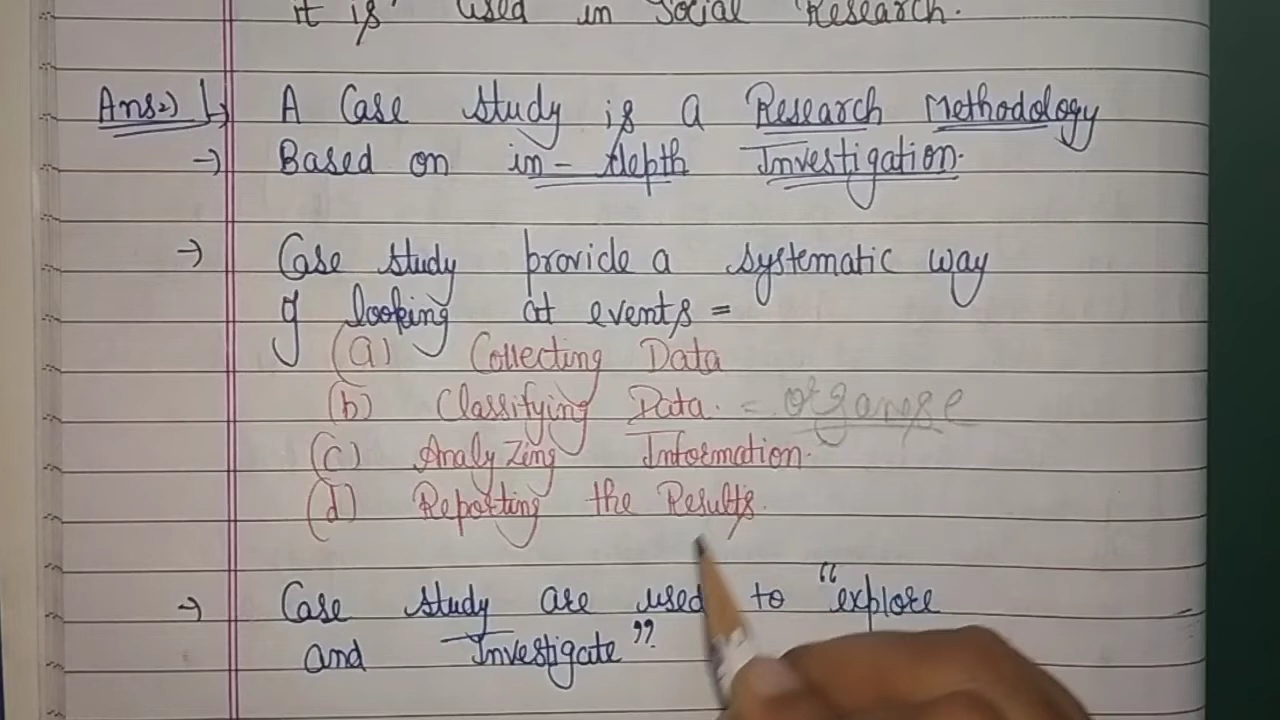 it is used in Social Research.
Ans2) ↳ A Case study is a Research Methodology
→ Based on in-depth Investigation.
→ Case study provide a systematic way
of looking at events =
(a) Collecting Data
(b) Classifying Data. = organise
(c) Analyzing Information.
(d) Reporting the Results.
→ Case study are used to “explore
and Investigate”.